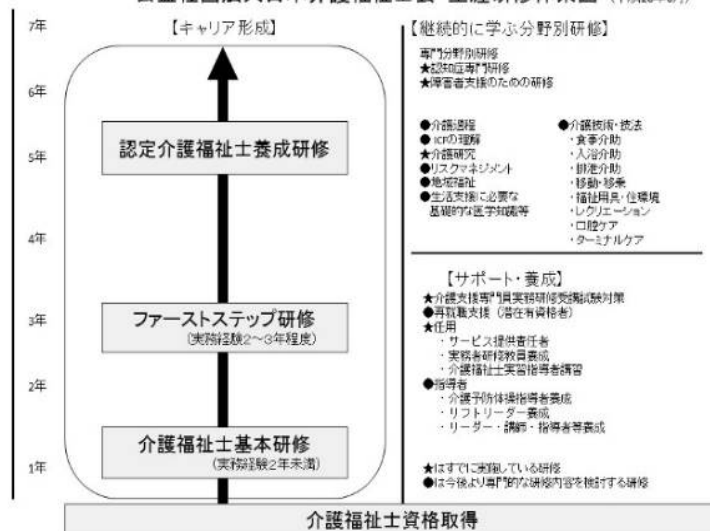 7年
6年
5年
4年
3年
2年
1年
【キャリア形成】
認定介護福祉士養成研修
ファーストステップ研修
(実務経験2〜3年程度)
介護福祉士基本研修
(実務経験2年未満)
介護福祉士資格取得
【継続的に学ぶ分野別研修】
専門分野別研修
★認知症専門研修
★障害者支援のための研修
●介護過程
●ICFの理解
★介護研究
●リスクマネジメント
●地域福祉
●生活支援に必要な
基礎的な医学知識等
●介護技術・技法
・食事介助
・入浴介助
・排泄介助
・移動・移乗
・福祉用具・住環境
・レクリエーション
・口腔ケア
・ターミナルケア
【サポート・養成】
★介護支援専門員実務研修受講試験対策
●再就職支援(潜在有資格者)
★任用
・サービス提供責任者
・実務者研修教員養成
・介護福祉士実習指導者講習
●指導者
・介護予防体操指導者養成
・リフトリーダー養成
・リーダー・講師・指導者等養成
★はすでに実施している研修
●は今後より専門的な研修内容を検討する研修